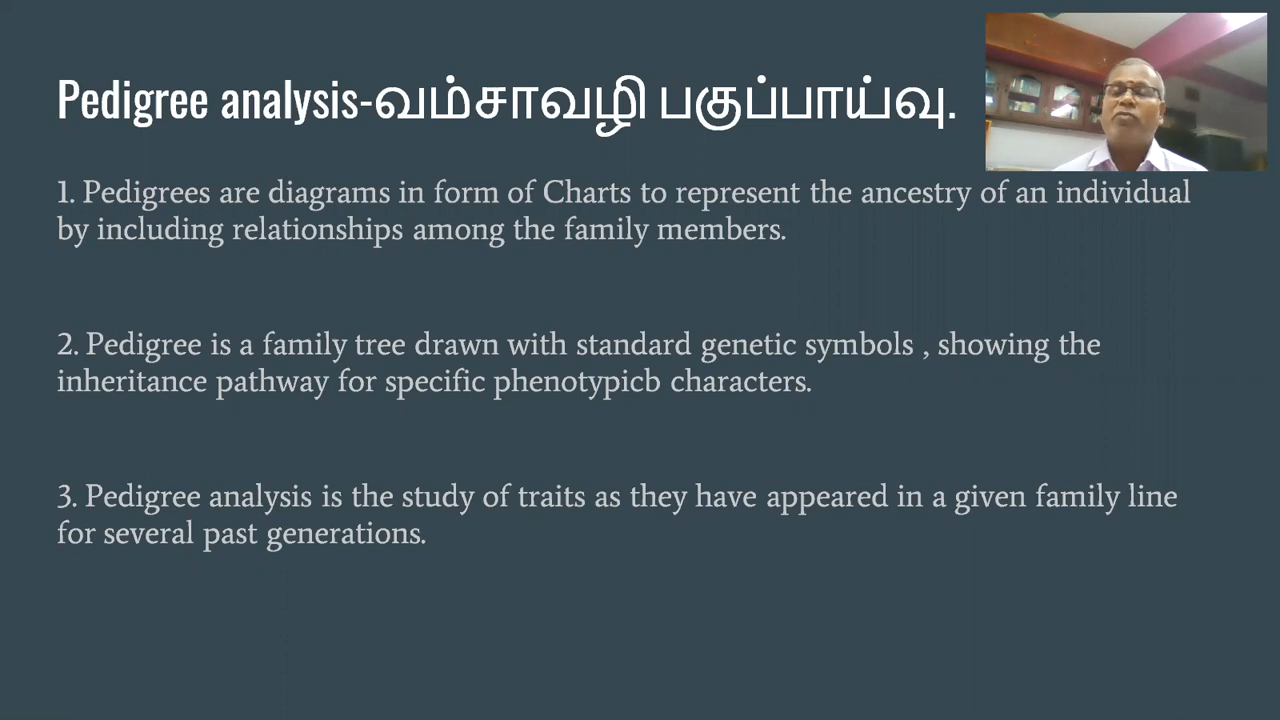 Pedigree analysis-வம்சாவழி பகுப்பாய்வு.
1. Pedigrees are diagrams in form of Charts to represent the ancestry of an individual
by including relationships among the family members.
2. Pedigree is a family tree drawn with standard genetic symbols , showing the
inheritance pathway for specific phenotypicb characters.
3. Pedigree analysis is the study of traits as they have appeared in a given family line
for several past generations.